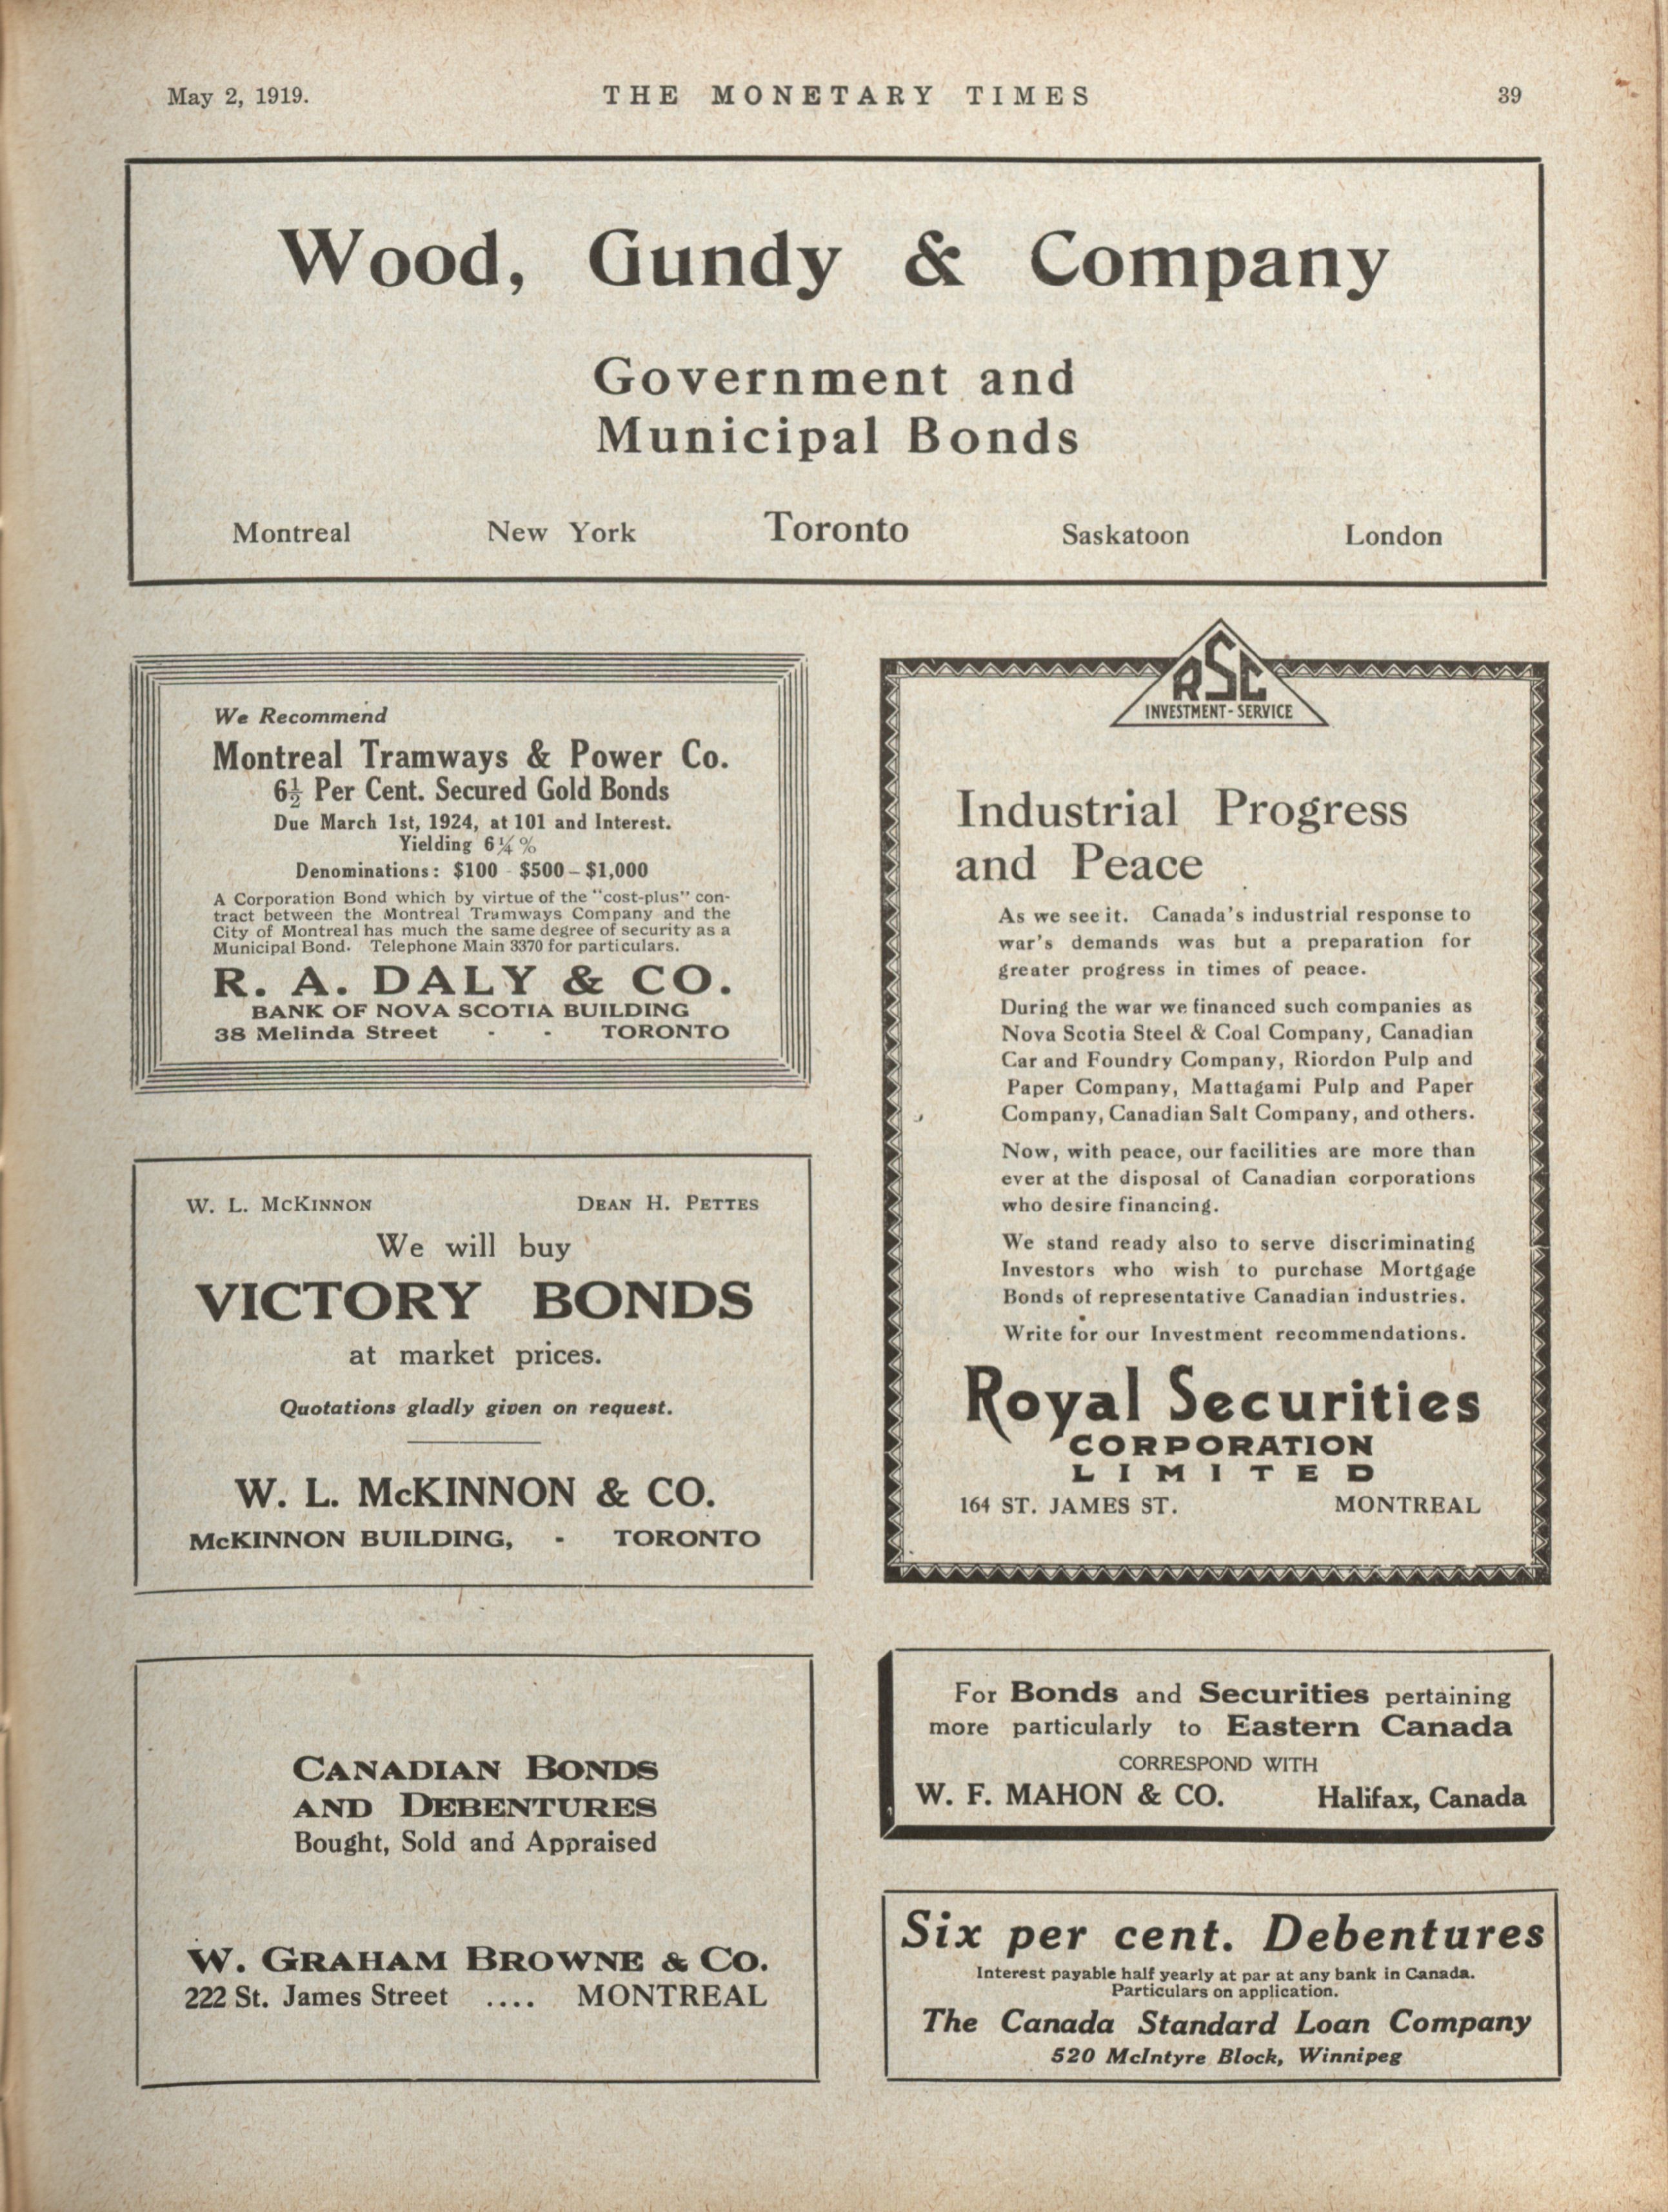 May 2, 1919.
THE MONETARY TIMES
39
Wood, Gundy & Company
Government and
Municipal Bonds
Montreal New York Toronto Saskatoon London
We Recommend
Montreal Tramways & Power Co.
6½ Per Cent. Secured Gold Bonds
Due March 1st, 1924, at 101 and Interest.
Yielding 6¼%
Denominations: $100 - $500 – $1,000
A Corporation Bond which by virtue of the "cost-plus" con-
tract between the Montreal Tramways Company and the
City of Montreal has much the same degree of security as a
Municipal Bond. Telephone Main 3370 for particulars.
R. A. DALY & CO.
BANK OF NOVA SCOTIA BUILDING
38 Melinda Street - - TORONTO
W. L. McKINNON DEAN H. PETTES
We will buy
VICTORY BONDS
at market prices.
Quotations gladly given on request.
W. L. McKINNON & CO.
McKINNON BUILDING, - TORONTO
CANADIAN BONDS
AND DEBENTURES
Bought, Sold and Appraised
W. GRAHAM BROWNE & CO.
222 St. James Street .... MONTREAL
RSC
INVESTMENT-SERVICE
Industrial Progress
and Peace
As we see it. Canada's industrial response to
war's demands was but a preparation for
greater progress in times of peace.
During the war we financed such companies as
Nova Scotia Steel & Coal Company, Canadian
Car and Foundry Company, Riordon Pulp and
Paper Company, Mattagami Pulp and Paper
Company, Canadian Salt Company, and others.
Now, with peace, our facilities are more than
ever at the disposal of Canadian corporations
who desire financing.
We stand ready also to serve discriminating
Investors who wish to purchase Mortgage
Bonds of representative Canadian industries.
Write for our Investment recommendations.
Royal Securities
CORPORATION
LIMITED
164 ST. JAMES ST. MONTREAL
For Bonds and Securities pertaining
more particularly to Eastern Canada
CORRESPOND WITH
W. F. MAHON & CO. Halifax, Canada
Six per cent. Debentures
Interest payable half yearly at par at any bank in Canada.
Particulars on application.
The Canada Standard Loan Company
520 McIntyre Block, Winnipeg